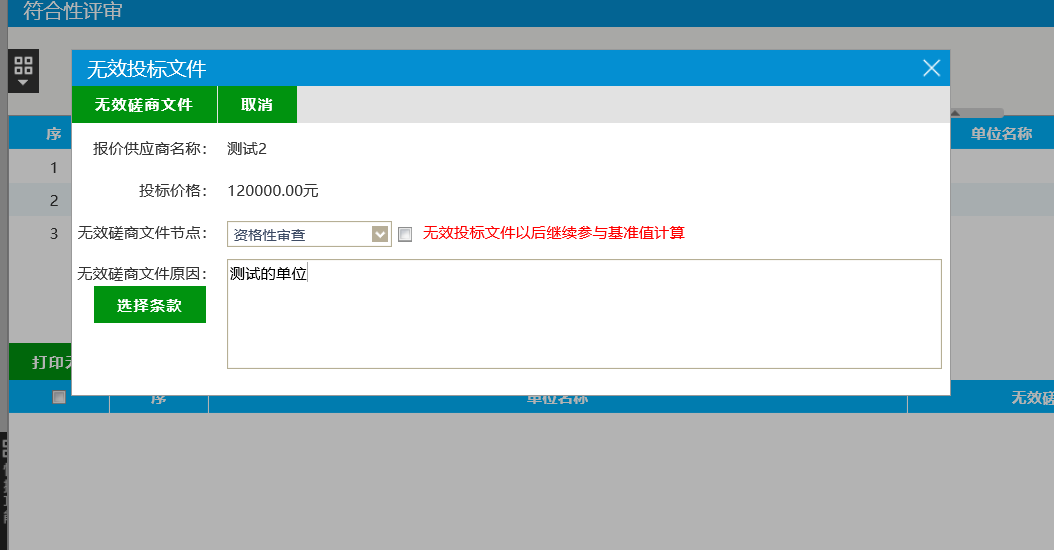 符合性评审
无效投标文件
无效磋商文件 取消
序 单位名称
报价供应商名称： 测试2
1
投标价格： 120000.00元
2
无效磋商文件节点： 资格性审查 无效投标文件以后继续参与基准值计算
3
无效磋商文件原因： 测试的单位
选择条款
打印
序 单位名称 无效磋